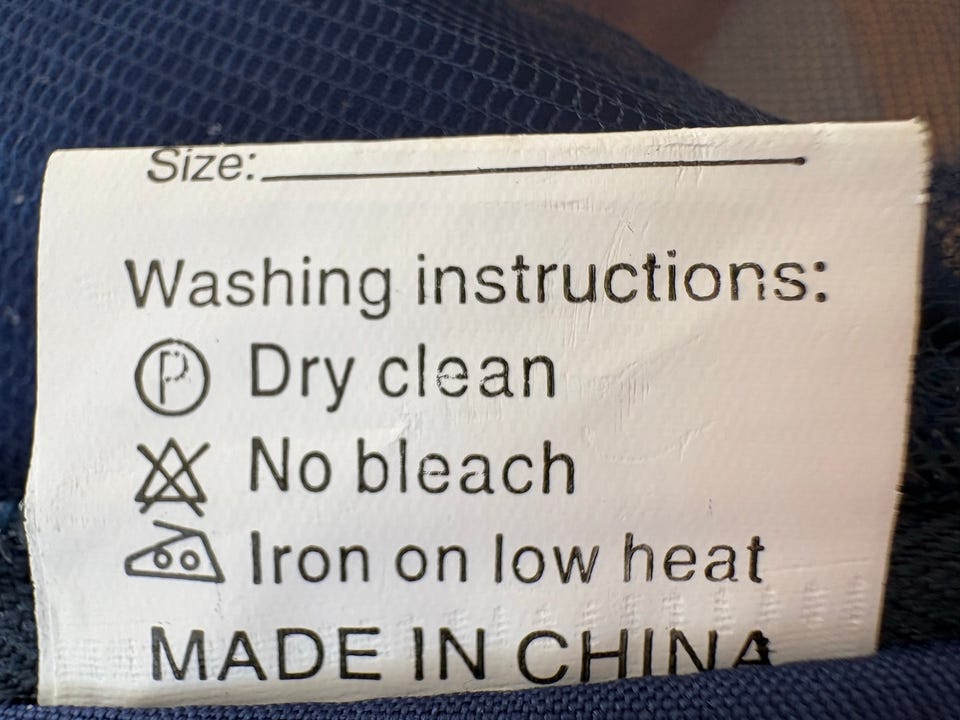 Size:
Washing instructions:
P Dry clean
No bleach
Iron on low heat
MADE IN CHINA